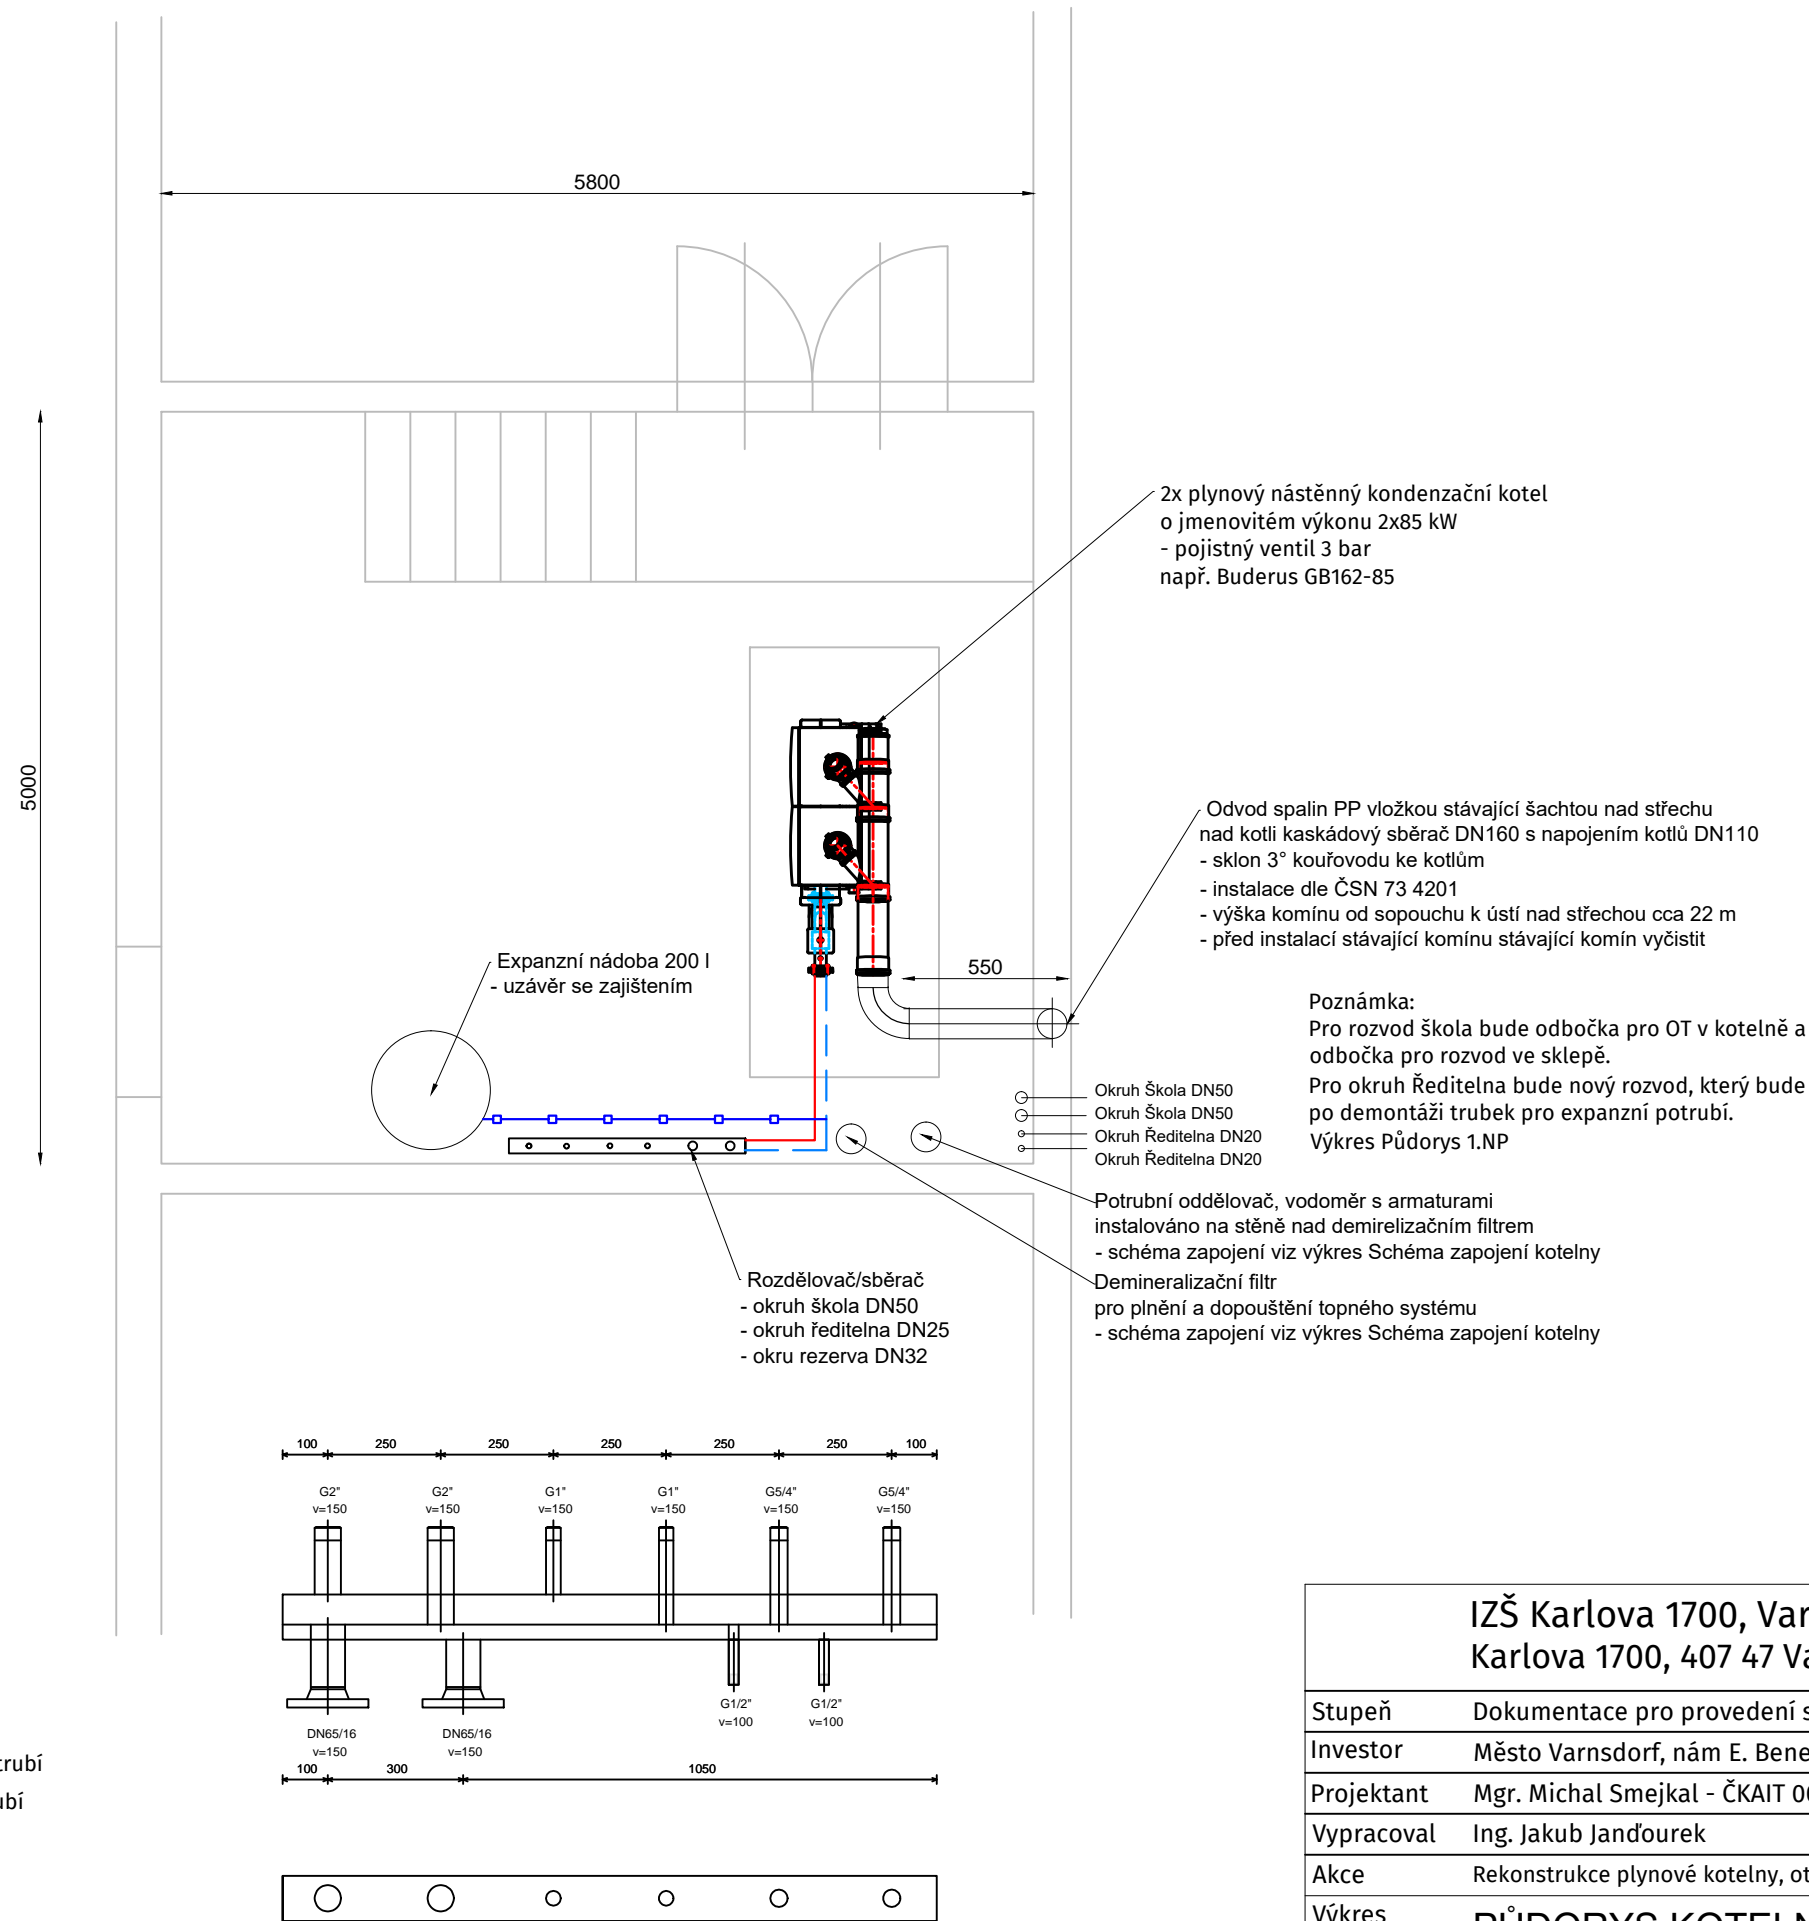 5800
5000
2x plynový nástěnný kondenzační kotel
o jmenovitém výkonu 2x85 kW
- pojistný ventil 3 bar
např. Buderus GB162-85
Odvod spalin PP vložkou stávající šachtou nad střechu
nad kotli kaskádový sběrač DN160 s napojením kotlů DN110
- sklon 3° kouřovodu ke kotlům
- instalace dle ČSN 73 4201
- výška komínu od sopouchu k ústí nad střechou cca 22 m
- před instalací stávající komínu stávající komín vyčistit
550
Expanzní nádoba 200 l
- uzávěr se zajištením
Poznámka:
Pro rozvod škola bude odbočka pro OT v kotelně a
odbočka pro rozvod ve sklepě.
Pro okruh Ředitelna bude nový rozvod, který bude
po demontáži trubek pro expanzní potrubí.
Výkres Půdorys 1.NP
Okruh Škola DN50
Okruh Škola DN50
Okruh Ředitelna DN20
Okruh Ředitelna DN20
Potrubní oddělovač, vodoměr s armaturami
instalováno na stěně nad demirelizačním filtrem
- schéma zapojení viz výkres Schéma zapojení kotelny
Demineralizační filtr
pro plnění a dopouštění topného systému
- schéma zapojení viz výkres Schéma zapojení kotelny
Rozdělovač/sběrač
- okruh škola DN50
- okruh ředitelna DN25
- okru rezerva DN32
100 250 250 250 250 250 100
G2" G2" G1" G1" G5/4" G5/4"
v=150 v=150 v=150 v=150 v=150 v=150
G1/2" G1/2"
v=100 v=100
DN65/16 DN65/16
v=150 v=150
100 300 1050
trubí
ubí
IZŠ Karlova 1700, Var
Karlova 1700, 407 47 Va
Stupeň Dokumentace pro provedení s
Investor Město Varnsdorf, nám E. Bene
Projektant Mgr. Michal Smejkal - ČKAIT 00
Vypracoval Ing. Jakub Janďourek
Akce Rekonstrukce plynové kotelny, ot
Výkres PŮDORYS KOTELN